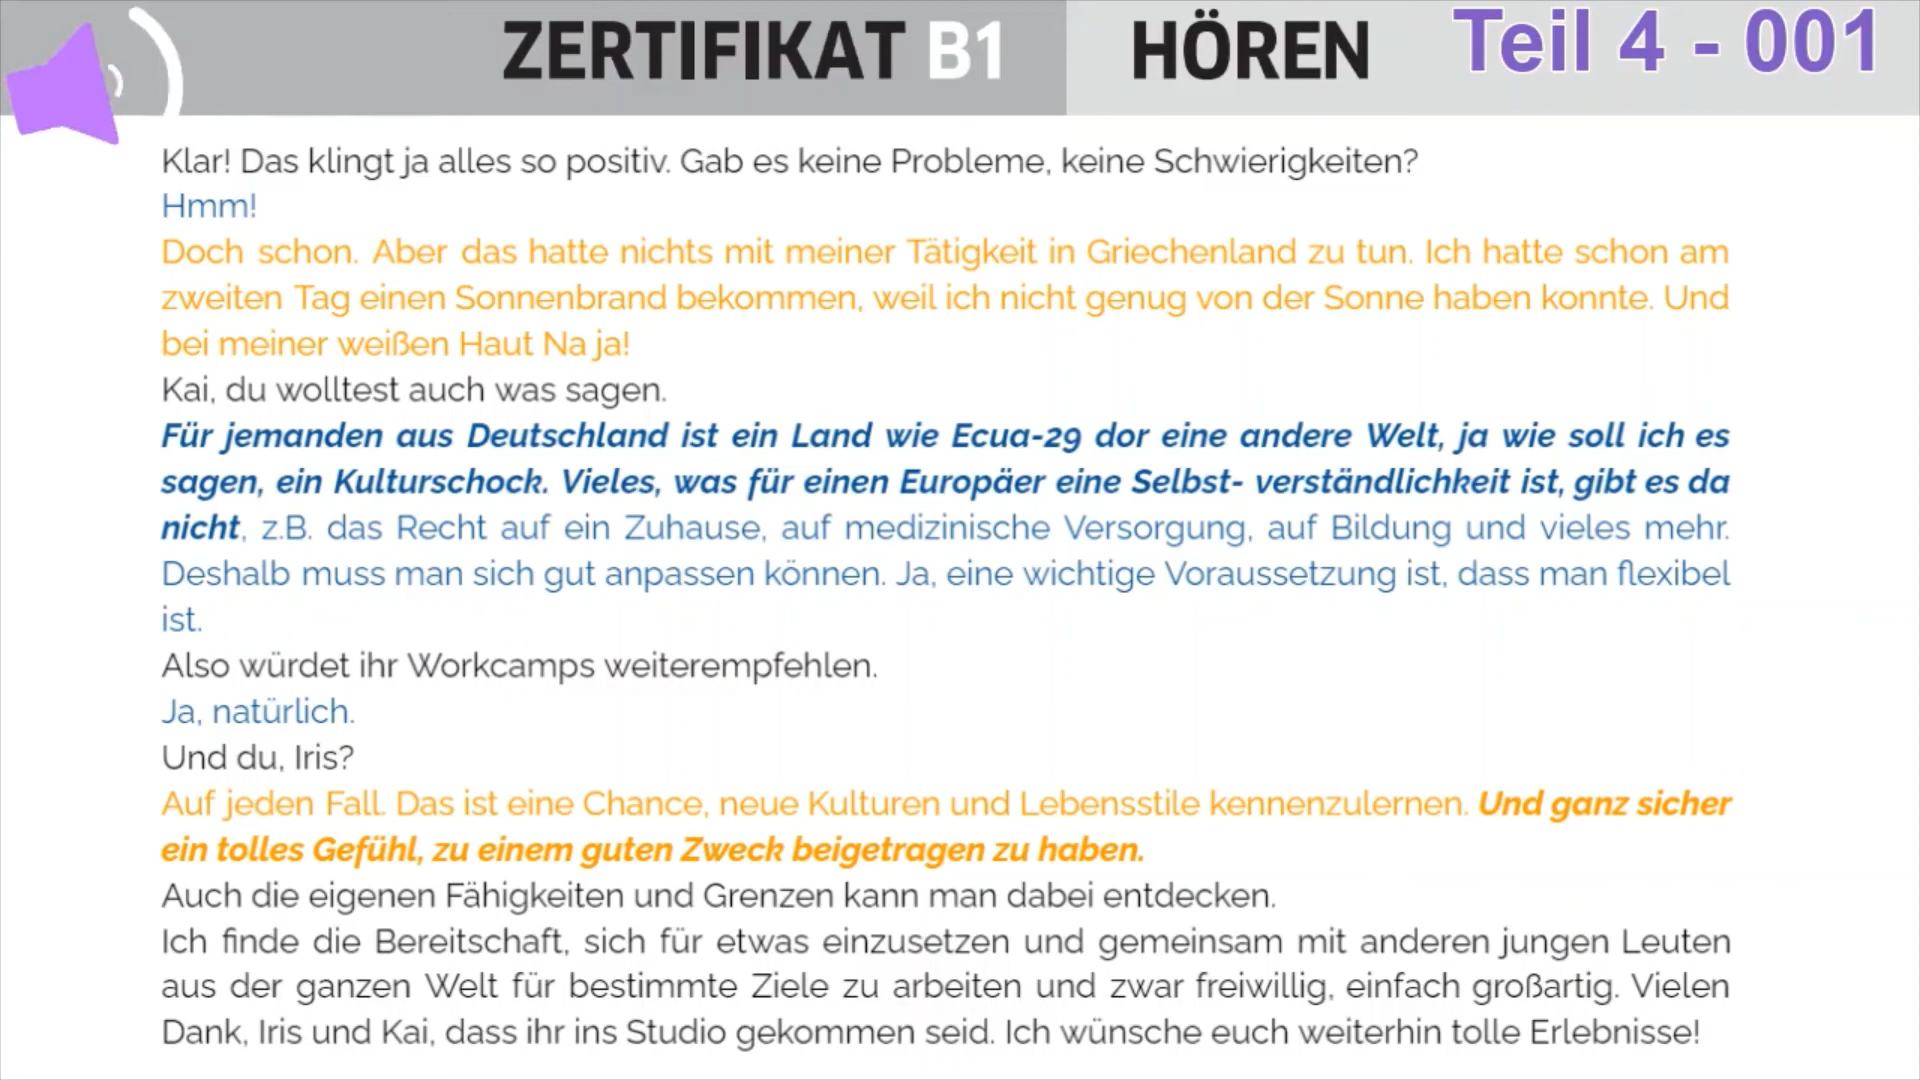 ZERTIFIKAT B1 HÖREN Teil 4 - 001
Klar! Das klingt ja alles so positiv. Gab es keine Probleme, keine Schwierigkeiten?
Hmm!
Doch schon. Aber das hatte nichts mit meiner Tätigkeit in Griechenland zu tun. Ich hatte schon am
zweiten Tag einen Sonnenbrand bekommen, weil ich nicht genug von der Sonne haben konnte. Und
bei meiner weißen Haut Na ja!
Kai, du wolltest auch was sagen.
Für jemanden aus Deutschland ist ein Land wie Ecua-29 dor eine andere Welt, ja wie soll ich es
sagen, ein Kulturschock. Vieles, was für einen Europäer eine Selbst- verständlichkeit ist, gibt es da
nicht, z.B. das Recht auf ein Zuhause, auf medizinische Versorgung, auf Bildung und vieles mehr.
Deshalb muss man sich gut anpassen können. Ja, eine wichtige Voraussetzung ist, dass man flexibel
ist.
Also würdet ihr Workcamps weiterempfehlen.
Ja, natürlich.
Und du, Iris?
Auf jeden Fall. Das ist eine Chance, neue Kulturen und Lebensstile kennenzulernen. Und ganz sicher
ein tolles Gefühl, zu einem guten Zweck beigetragen zu haben.
Auch die eigenen Fähigkeiten und Grenzen kann man dabei entdecken.
Ich finde die Bereitschaft, sich für etwas einzusetzen und gemeinsam mit anderen jungen Leuten
aus der ganzen Welt für bestimmte Ziele zu arbeiten und zwar freiwillig, einfach großartig. Vielen
Dank, Iris und Kai, dass ihr ins Studio gekommen seid. Ich wünsche euch weiterhin tolle Erlebnisse!